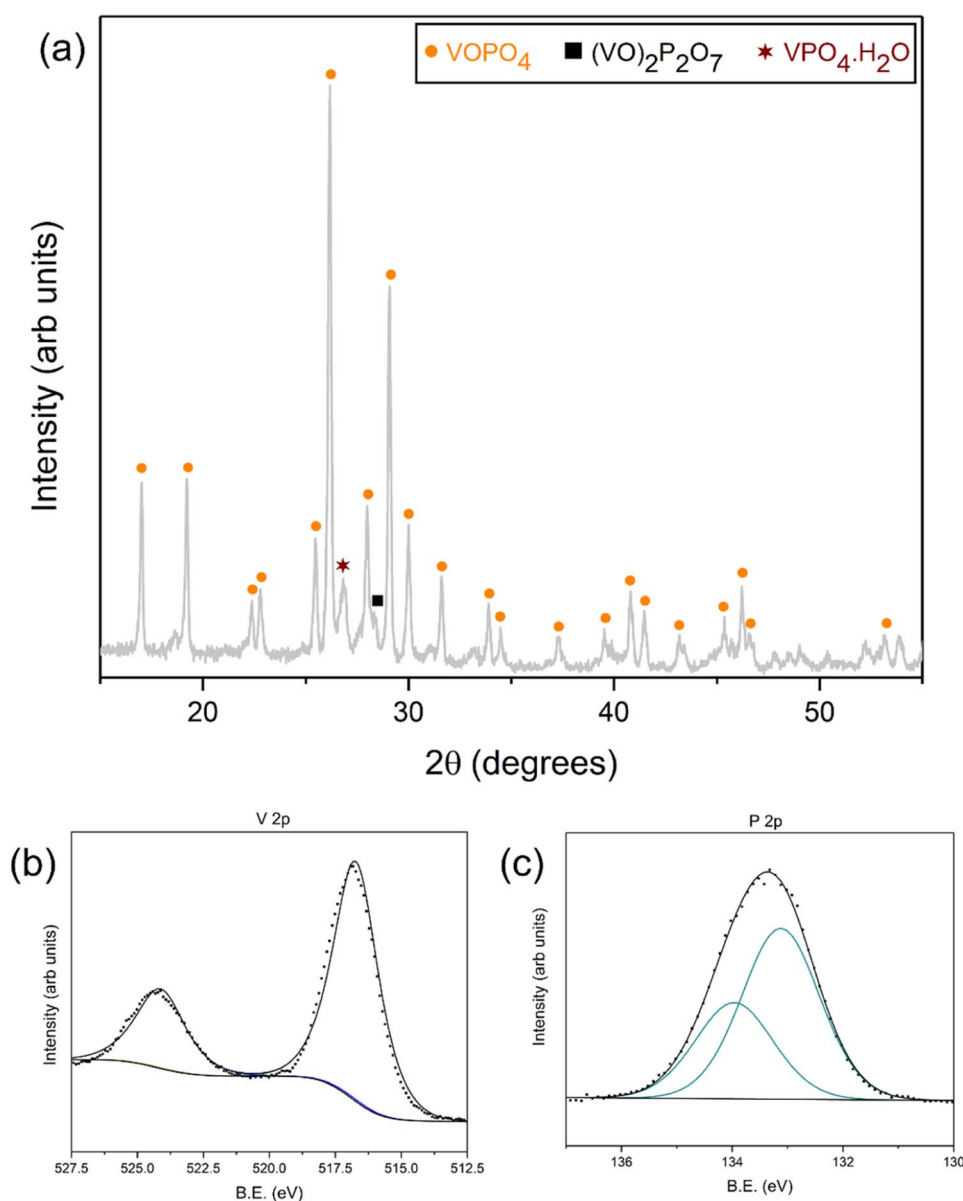 (a)
VOPO4 (VO)2P2O7 VPO4.H2O
Intensity (arb units)
20 30 40 50
2θ (degrees)
(b)
V 2p
Intensity (arb units)
527.5 525.0 522.5 520.0 517.5 515.0 512.5
B.E. (eV)
(c)
P 2p
Intensity (arb units)
136 134 132 130
B.E. (eV)